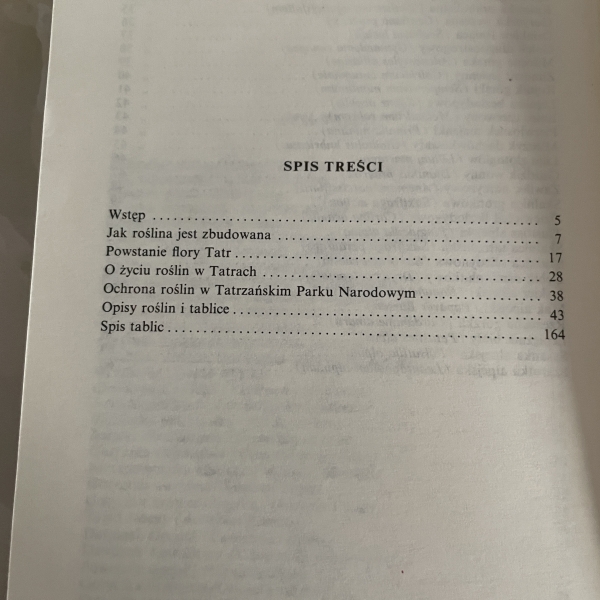 SPIS TREŚCI
Wstęp . . . . . . . . . . . . . . . . . . . . . . . . . . . . . . 5
Jak roślina jest zbudowana . . . . . . . . . . . . . . . . . . . . 7
Powstanie flory Tatr . . . . . . . . . . . . . . . . . . . . . . . 17
O życiu roślin w Tatrach . . . . . . . . . . . . . . . . . . . . . 28
Ochrona roślin w Tatrzańskim Parku Narodowym . . . . . . . . . . . 38
Opisy roślin i tablice . . . . . . . . . . . . . . . . . . . . . . 43
Spis tablic . . . . . . . . . . . . . . . . . . . . . . . . . . . 164